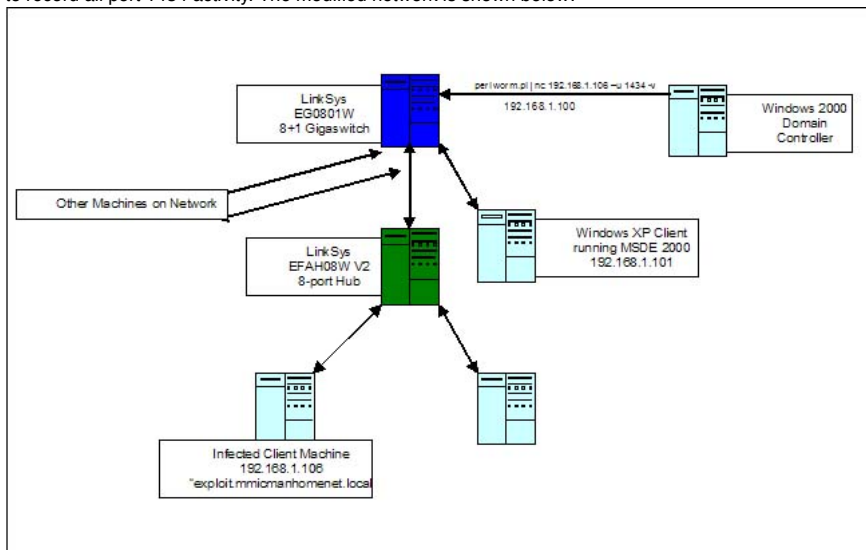 to record all port 1434 activity. The modified network is shown below:
LinkSys
EG0801W
8+1 Gigaswitch
perl worm.pl | nc 192.168.1.106 –u 1434 -v
192.168.1.100
Windows 2000
Domain
Controller
Other Machines on Network
LinkSys
EFAH08W V2
8-port Hub
Windows XP Client
running MSDE 2000
192.168.1.101
Infected Client Machine
192.168.1.106
"exploit.mmicmanhomenet.local